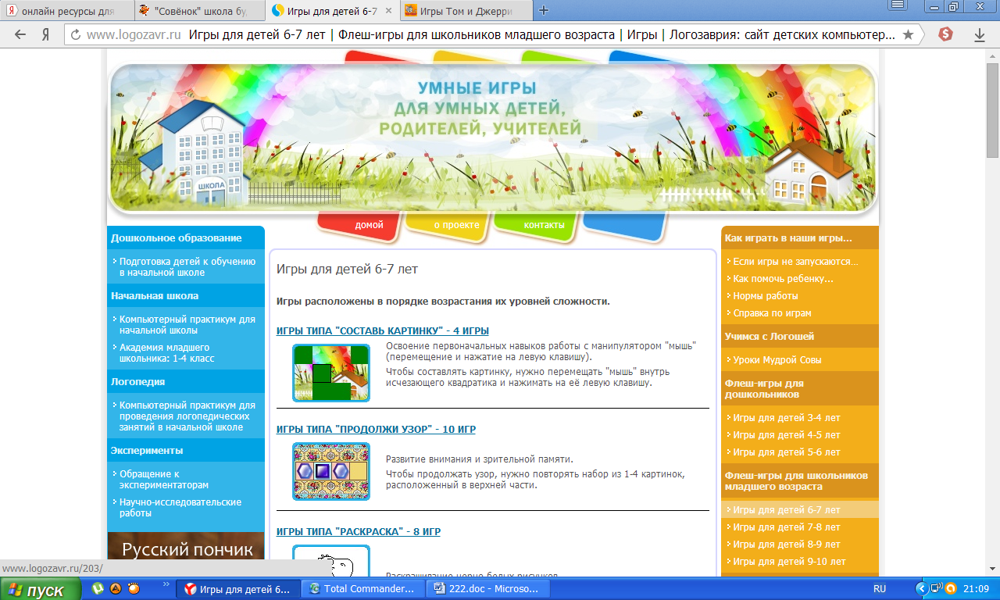 онлайн ресурсы для
"Совёнок" школа бу
Игры для детей 6-7
Игры Том и Джерри
www.logozavr.ru Игры для детей 6-7 лет | Флеш-игры для школьников младшего возраста | Игры | Логозаврия: сайт детских компьютер...
УМНЫЕ ИГРЫ
ДЛЯ УМНЫХ ДЕТЕЙ,
РОДИТЕЛЕЙ, УЧИТЕЛЕЙ
ШКОЛА
домой
о проекте
контакты
Дошкольное образование
Подготовка детей к обучению
в начальной школе
Начальная школа
Компьютерный практикум для
начальной школы
Академия младшего
школьника: 1-4 класс
Логопедия
Компьютерный практикум для
проведения логопедических
занятий в начальной школе
Эксперименты
Обращение к
экспериментаторам
Научно-исследовательские
работы
Русский пончик
Игры для детей 6-7 лет
Игры расположены в порядке возрастания их уровней сложности.
ИГРЫ ТИПА "СОСТАВЬ КАРТИНКУ" - 4 ИГРЫ
Освоение первоначальных навыков работы с манипулятором "мышь"
(перемещение и нажатие на левую клавишу).
Чтобы составлять картинку, нужно перемещать "мышь" внутрь
исчезающего квадратика и нажимать на её левую клавишу.
ИГРЫ ТИПА "ПРОДОЛЖИ УЗОР" - 10 ИГР
Развитие внимания и зрительной памяти.
Чтобы продолжать узор, нужно повторять набор из 1-4 картинок,
расположенный в верхней части.
ИГРЫ ТИПА "РАСКРАСКА" - 8 ИГР
Раскрашивание черно-белых рисунков
Как играть в наши игры...
Если игры не запускаются...
Как помочь ребенку...
Нормы работы
Справка по играм
Учимся с Логошей
Уроки Мудрой Совы
Флеш-игры для
дошкольников
Игры для детей 3-4 лет
Игры для детей 4-5 лет
Игры для детей 5-6 лет
Флеш-игры для школьников
младшего возраста
Игры для детей 6-7 лет
Игры для детей 7-8 лет
Игры для детей 8-9 лет
Игры для детей 9-10 лет
www.logozavr.ru/203/
пуск
Игры для детей 6...
Total Commander...
222.doc - Microso...
RU
21:09